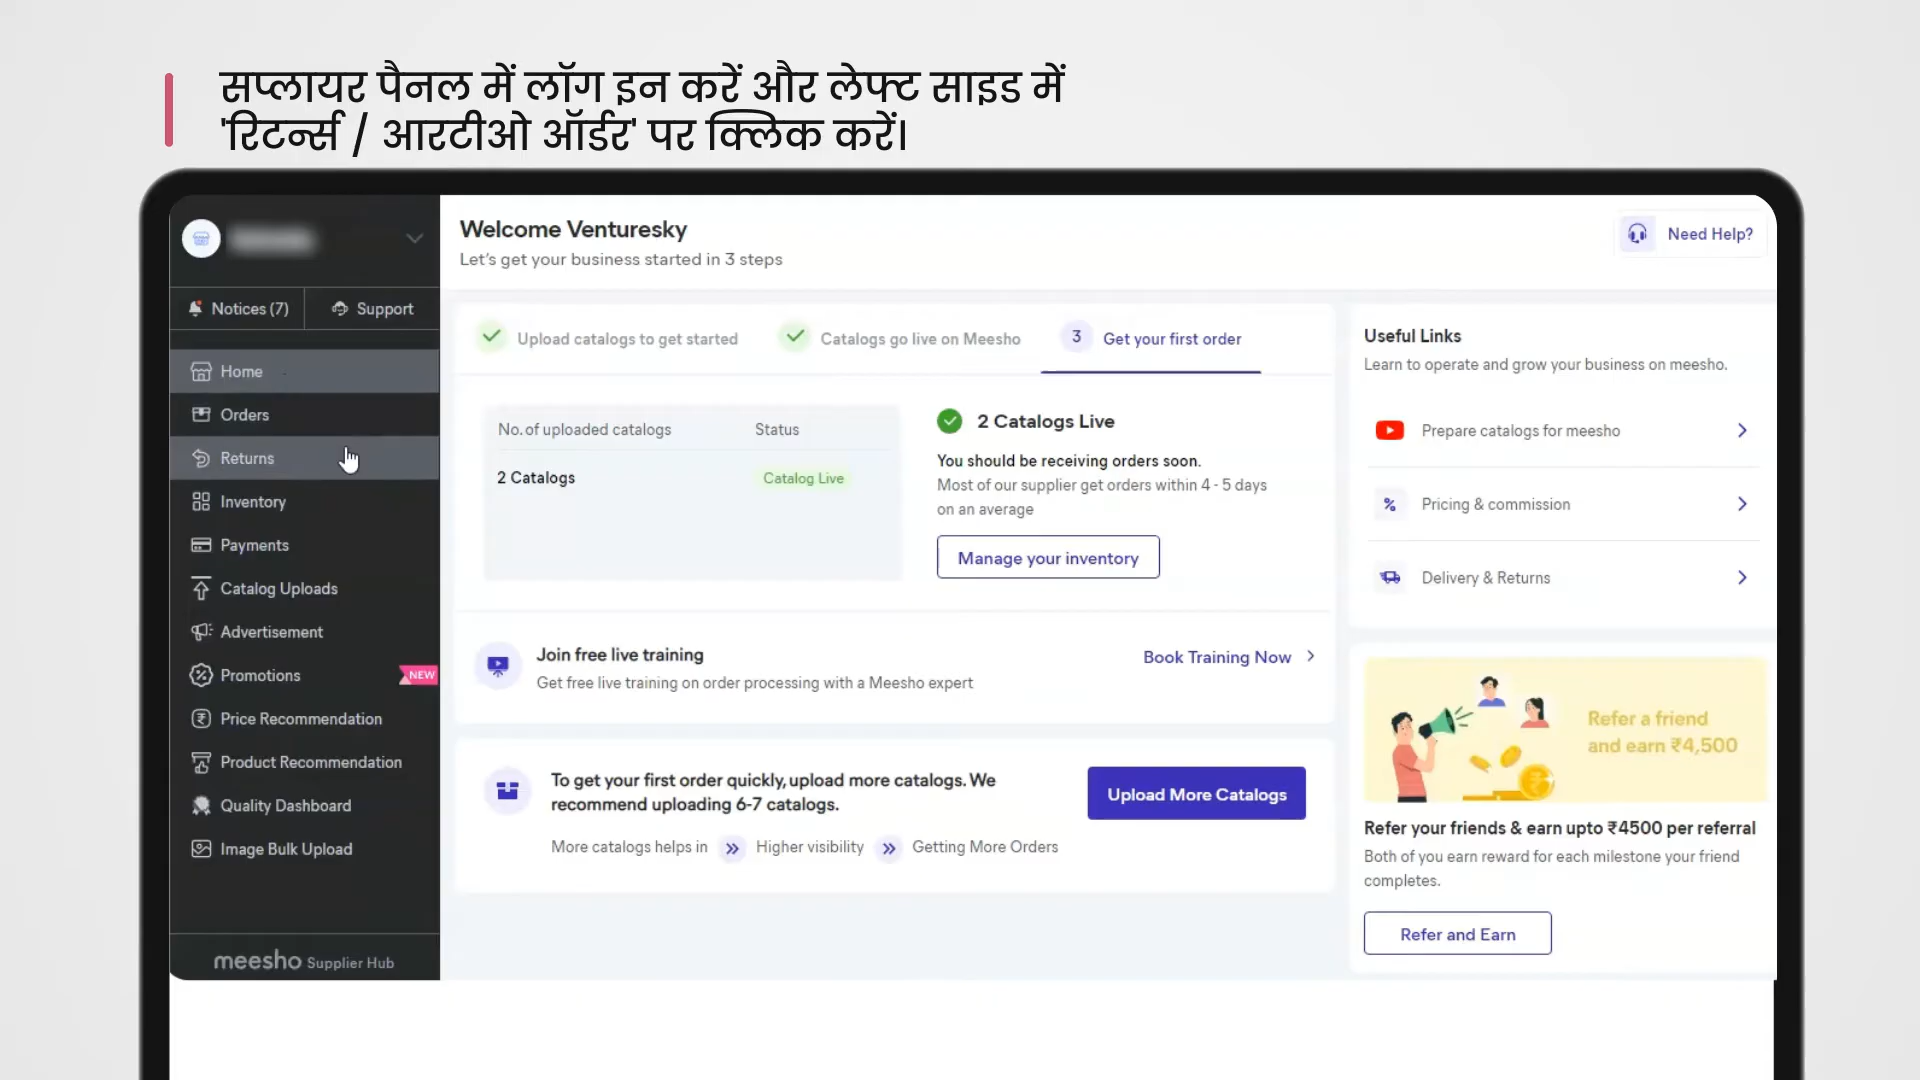 सप्लायर पैनल में लॉग इन करें और लेफ्ट साइड में
'रिटर्न्स / आरटीओ ऑर्डर' पर क्लिक करें।
Welcome Venturesky
Let's get your business started in 3 steps
Need Help?
Notices (7)
Support
Home
Orders
Returns
Inventory
Payments
Catalog Uploads
Advertisement
Promotions
NEW
Price Recommendation
Product Recommendation
Quality Dashboard
Image Bulk Upload
meesho Supplier Hub
Upload catalogs to get started
Catalogs go live on Meesho
3 Get your first order
No. of uploaded catalogs
Status
2 Catalogs
Catalog Live
2 Catalogs Live
You should be receiving orders soon.
Most of our supplier get orders within 4 - 5 days
on an average
Manage your inventory
Join free live training
Get free live training on order processing with a Meesho expert
Book Training Now
To get your first order quickly, upload more catalogs. We
recommend uploading 6-7 catalogs.
More catalogs helps in
Higher visibility
Getting More Orders
Upload More Catalogs
Useful Links
Learn to operate and grow your business on meesho.
Prepare catalogs for meesho
Pricing & commission
Delivery & Returns
Refer a friend
and earn ₹4,500
Refer your friends & earn upto ₹4500 per referral
Both of you earn reward for each milestone your friend
completes.
Refer and Earn